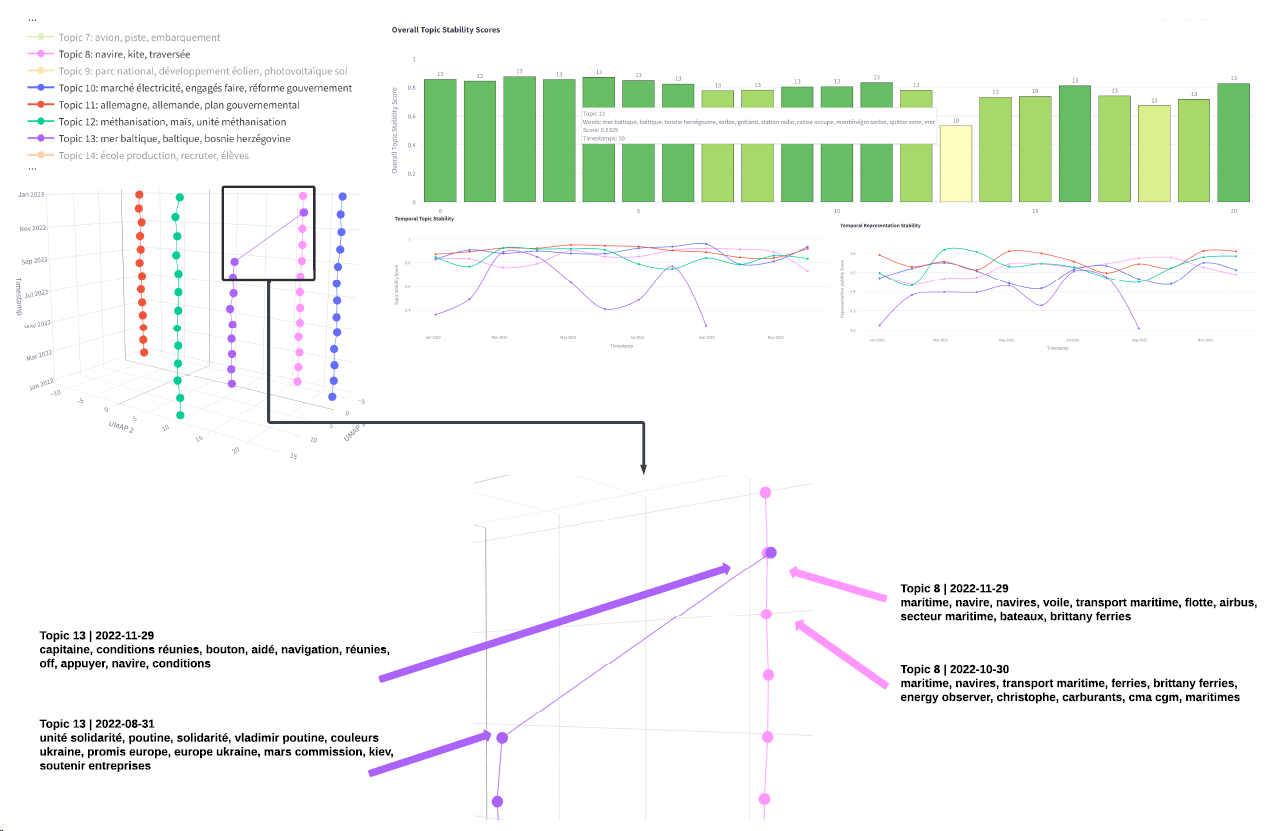 ...
Topic 7: avion, piste, embarquement
Topic 8: navire, kite, traversée
Topic 9: parc national, développement éolien, photovoltaïque sol
Topic 10: marché électricité, engagés faire, réforme gouvernement
Topic 11: allemagne, allemande, plan gouvernemental
Topic 12: méthanisation, maïs, unité méthanisation
Topic 13: mer baltique, baltique, bosnie herzégovine
Topic 14: école production, recruter, élèves
...
Overall Topic Stability Scores
Overall Topic Stability Score
1
0.8
0.6
0.4
0.2
0
13 13 13 13 13 13 13 13 13 13 13 13 13 10 13 10 13 13 13 13 13
Topic 13
Words: mer baltique, baltique, bosnie herzégovine, serbie, gotland, station radio, russie occupe, monténégro serbie, quitter zone, mer
Score: 0.5329
Timestamps: 10
0 5 10 15 20
Jan 2023
Nov 2022
Sep 2022
Jul 2022
May 2022
Mar 2022
Jan 2022
Timestamp
−10
−5
0
5
10
15
20
UMAP 2
−5
0
5
10
15
Temporal Topic Stability
Topic Stability Score
1
0.8
0.6
0.4
Jan 2022 Mar 2022 May 2022 Jul 2022 Sep 2022 Nov 2022
Timestamp
Temporal Representation Stability
Representation Stability Score
Jan 2022 Mar 2022 May 2022 Jul 2022 Sep 2022 Nov 2022
Timestamp
Topic 13 | 2022-11-29
capitaine, conditions réunies, bouton, aidé, navigation, réunies,
off, appuyer, navire, conditions
Topic 13 | 2022-08-31
unité solidarité, poutine, solidarité, vladimir poutine, couleurs
ukraine, promis europe, europe ukraine, mars commission, kiev,
soutenir entreprises
Topic 8 | 2022-11-29
maritime, navire, navires, voile, transport maritime, flotte, airbus,
secteur maritime, bateaux, brittany ferries
Topic 8 | 2022-10-30
maritime, navires, transport maritime, ferries, brittany ferries,
energy observer, christophe, carburants, cma cgm, maritimes